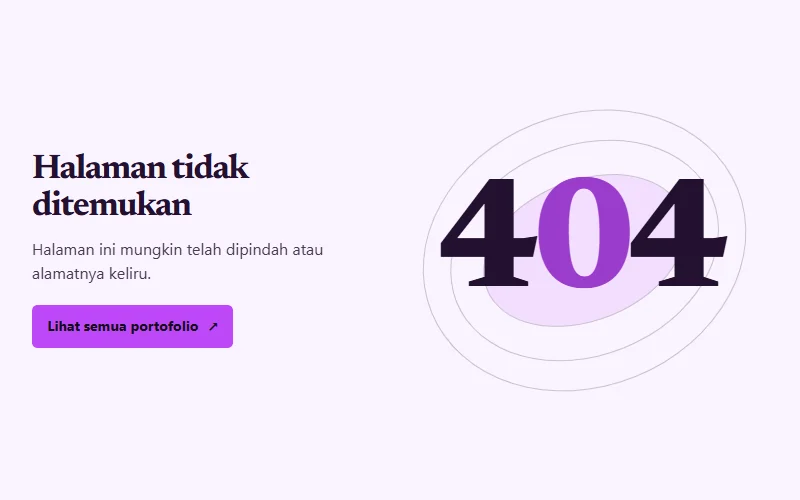 Halaman tidak
ditemukan
Halaman ini mungkin telah dipindah atau
alamatnya keliru.
Lihat semua portofolio ↗
404